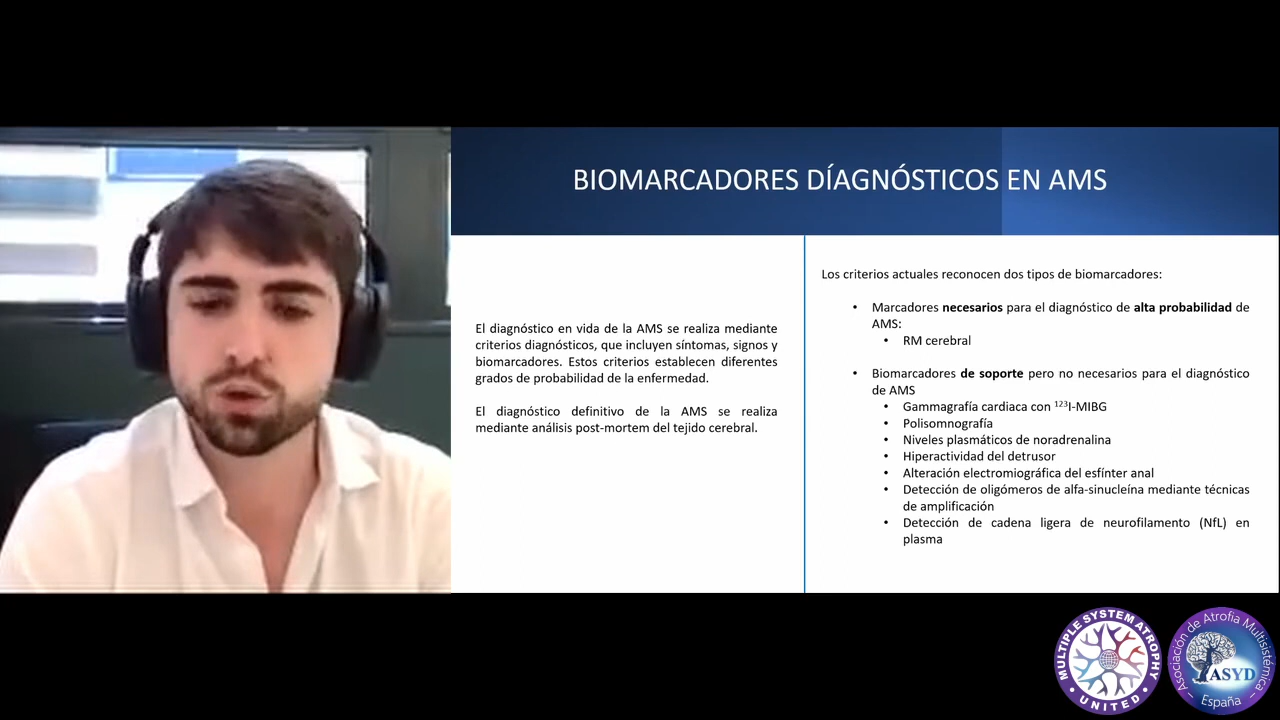 BIOMARCADORES DÍAGNÓSTICOS EN AMS
El diagnóstico en vida de la AMS se realiza mediante
criterios diagnósticos, que incluyen síntomas, signos y
biomarcadores. Estos criterios establecen diferentes
grados de probabilidad de la enfermedad.
El diagnóstico definitivo de la AMS se realiza
mediante análisis post-mortem del tejido cerebral.
Los criterios actuales reconocen dos tipos de biomarcadores:
• Marcadores necesarios para el diagnóstico de alta probabilidad de
AMS:
• RM cerebral
• Biomarcadores de soporte pero no necesarios para el diagnóstico
de AMS
• Gammagrafía cardiaca con ¹²³I-MIBG
• Polisomnografía
• Niveles plasmáticos de noradrenalina
• Hiperactividad del detrusor
• Alteración electromiográfica del esfínter anal
• Detección de oligómeros de alfa-sinucleína mediante técnicas
de amplificación
• Detección de cadena ligera de neurofilamento (NfL) en
plasma
MULTIPLE SYSTEM ATROPHY
• UNITED •
Asociación de Atrofia Multisistémica
ASYD
España